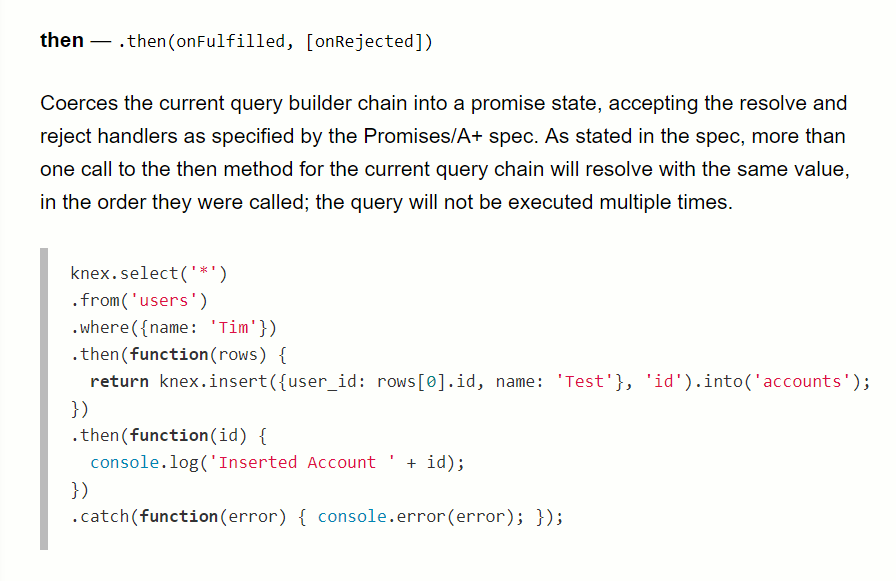 then — .then(onFulfilled, [onRejected])
Coerces the current query builder chain into a promise state, accepting the resolve and
reject handlers as specified by the Promises/A+ spec. As stated in the spec, more than
one call to the then method for the current query chain will resolve with the same value,
in the order they were called; the query will not be executed multiple times.
knex.select('*')
.from('users')
.where({name: 'Tim'})
.then(function(rows) {
  return knex.insert({user_id: rows[0].id, name: 'Test'}, 'id').into('accounts');
})
.then(function(id) {
  console.log('Inserted Account ' + id);
})
.catch(function(error) { console.error(error); });